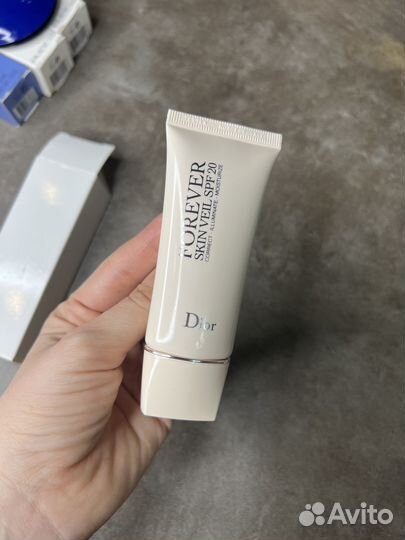 FOREVER
SKIN VEIL SPF 20
CORRECT · ILLUMINATE · MOISTURIZE
Dior
Avito